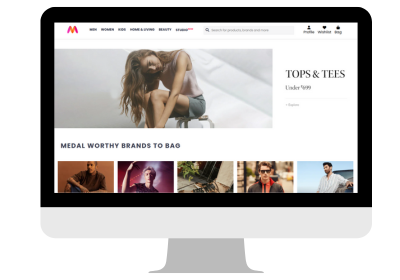 MEN WOMEN KIDS HOME & LIVING BEAUTY STUDIO
Search for products, brands and more
Profile Wishlist Bag
TOPS & TEES
Under ₹699
+ Explore
MEDAL WORTHY BRANDS TO BAG